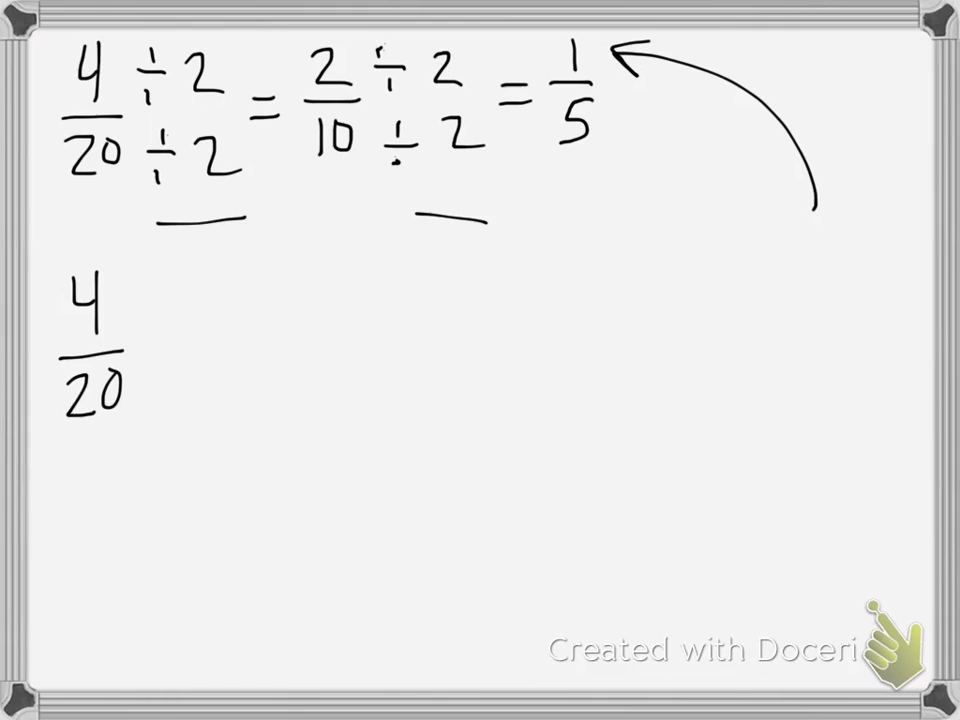 4/20 ÷ 2/÷ 2 = 2/10 ÷ 2/÷ 2 = 1/5
4/20
Created with Doceri